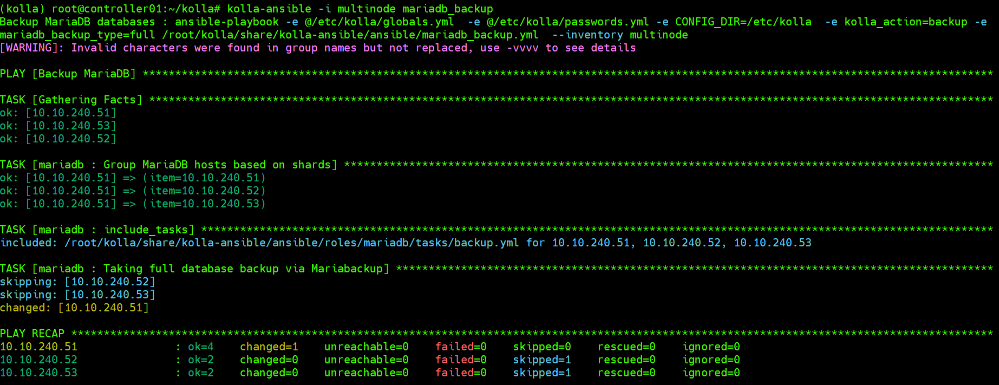 (kolla) root@controller01:~/kolla# kolla-ansible -i multinode mariadb_backup
Backup MariaDB databases : ansible-playbook -e @/etc/kolla/globals.yml  -e @/etc/kolla/passwords.yml -e CONFIG_DIR=/etc/kolla  -e kolla_action=backup -e
mariadb_backup_type=full /root/kolla/share/kolla-ansible/ansible/mariadb_backup.yml  --inventory multinode
[WARNING]: Invalid characters were found in group names but not replaced, use -vvvv to see details
PLAY [Backup MariaDB] ***********************************************************************************************************************************
TASK [Gathering Facts] **********************************************************************************************************************************
ok: [10.10.240.51]
ok: [10.10.240.53]
ok: [10.10.240.52]
TASK [mariadb : Group MariaDB hosts based on shards] ****************************************************************************************************
ok: [10.10.240.51] => (item=10.10.240.51)
ok: [10.10.240.51] => (item=10.10.240.52)
ok: [10.10.240.51] => (item=10.10.240.53)
TASK [mariadb : include_tasks] **************************************************************************************************************************
included: /root/kolla/share/kolla-ansible/ansible/roles/mariadb/tasks/backup.yml for 10.10.240.51, 10.10.240.52, 10.10.240.53
TASK [mariadb : Taking full database backup via Mariabackup] ********************************************************************************************
skipping: [10.10.240.52]
skipping: [10.10.240.53]
changed: [10.10.240.51]
PLAY RECAP **********************************************************************************************************************************************
10.10.240.51               : ok=4    changed=1    unreachable=0    failed=0    skipped=0    rescued=0    ignored=0
10.10.240.52               : ok=2    changed=0    unreachable=0    failed=0    skipped=1    rescued=0    ignored=0
10.10.240.53               : ok=2    changed=0    unreachable=0    failed=0    skipped=1    rescued=0    ignored=0